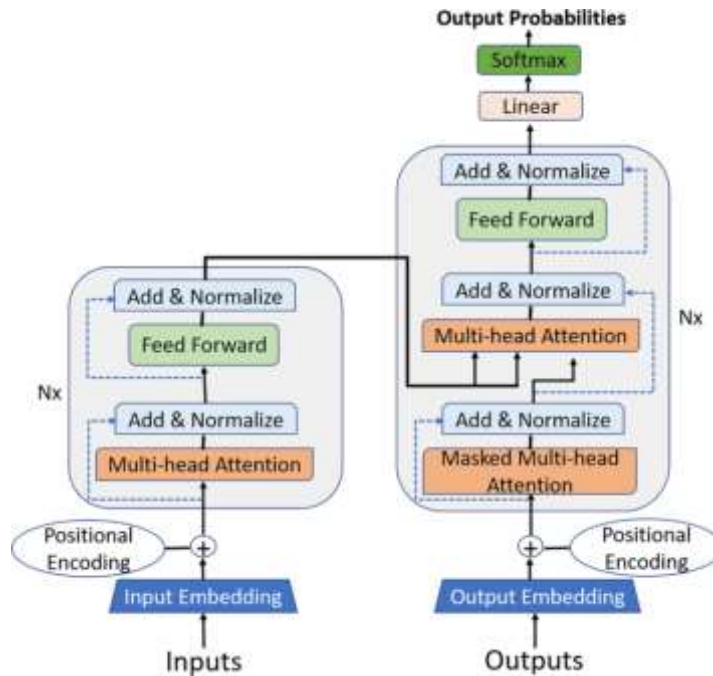 Output Probabilities
Softmax
Linear
Add & Normalize
Feed Forward
Add & Normalize
Multi-head Attention
Nx
Add & Normalize
Masked Multi-head
Attention
Positional
Encoding
+
Output Embedding
Outputs
Add & Normalize
Feed Forward
Nx
Add & Normalize
Multi-head Attention
Positional
Encoding
+
Input Embedding
Inputs